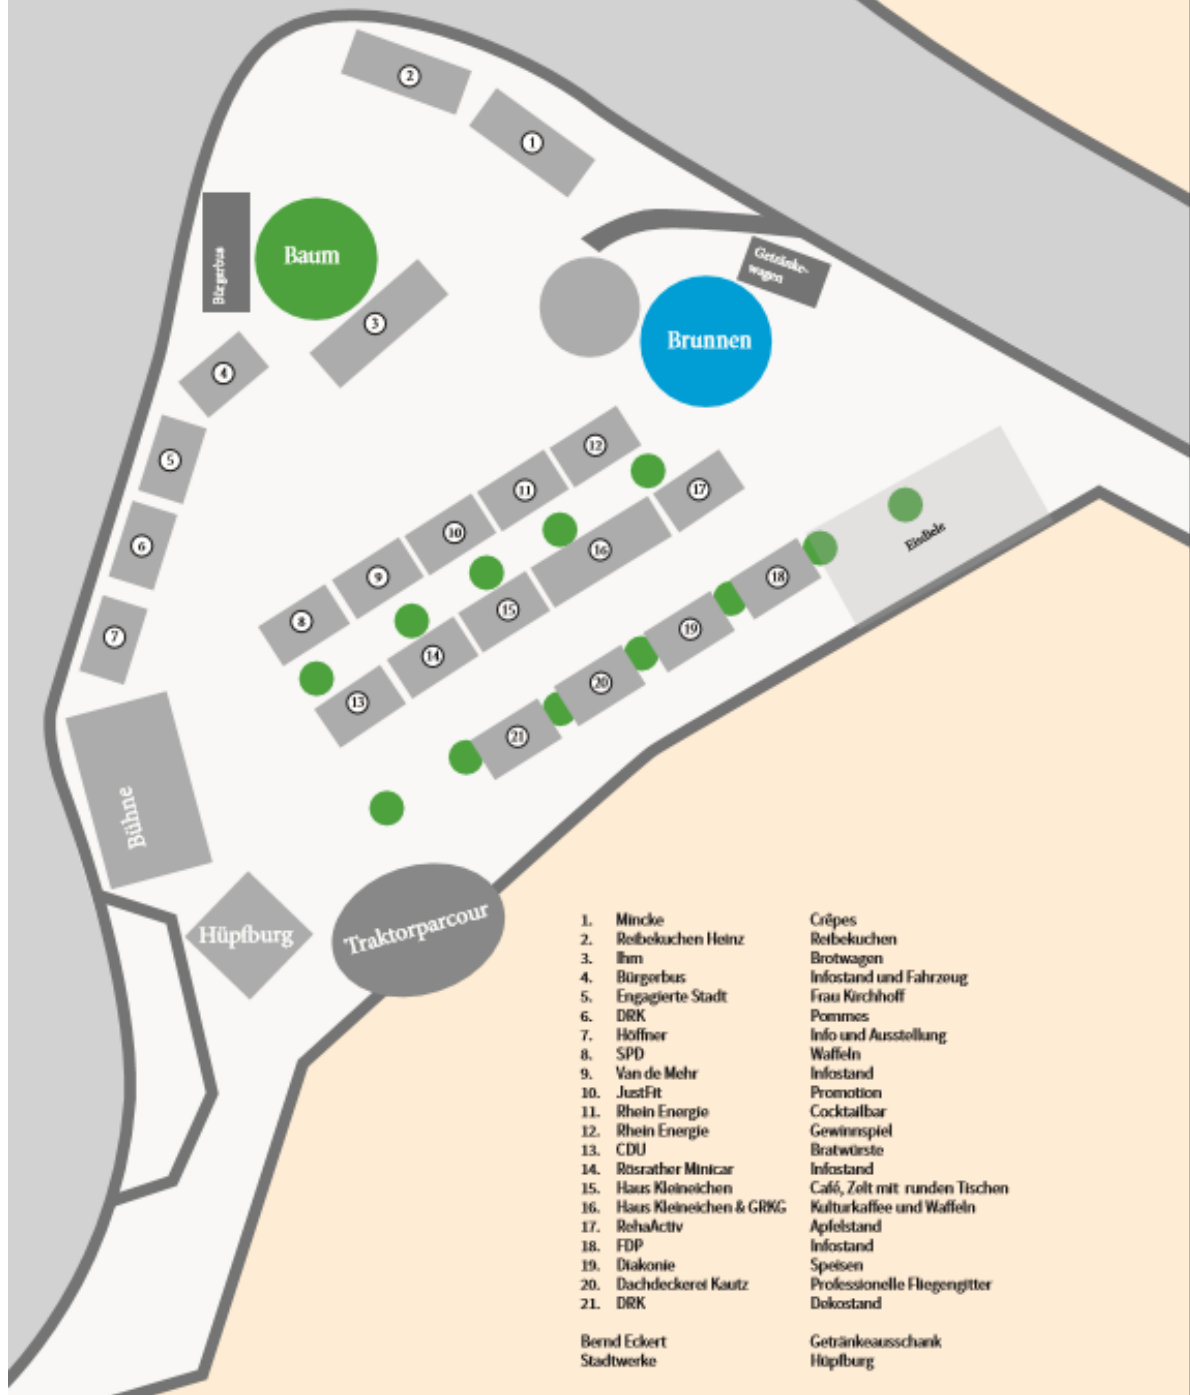 2
1
Baum
Bürgerbus
Getränke-
wagen
3
Brunnen
4
5
6
7
12
11
10
9
8
17
16
15
14
13
Eisdiele
18
19
20
21
Bühne
Hüpfburg
Traktorparcour
1. Mincke Crêpes
2. Reibekuchen Heinz Reibekuchen
3. Ihm Brotwagen
4. Bürgerbus Infostand und Fahrzeug
5. Engagierte Stadt Frau Kirchhoff
6. DRK Pommes
7. Höffner Info und Ausstellung
8. SPD Waffeln
9. Van de Mehr Infostand
10. JustFit Promotion
11. Rhein Energie Cocktailbar
12. Rhein Energie Gewinnspiel
13. CDU Bratwürste
14. Rösrather Minicar Infostand
15. Haus Kleineichen Café, Zelt mit runden Tischen
16. Haus Kleineichen & GRKG Kulturkaffee und Waffeln
17. RehaActiv Apfelstand
18. FDP Infostand
19. Diakonie Speisen
20. Dachdeckerei Kautz Professionelle Fliegengitter
21. DRK Dekostand
Bernd Eckert Getränkeausschank
Stadtwerke Hüpfburg